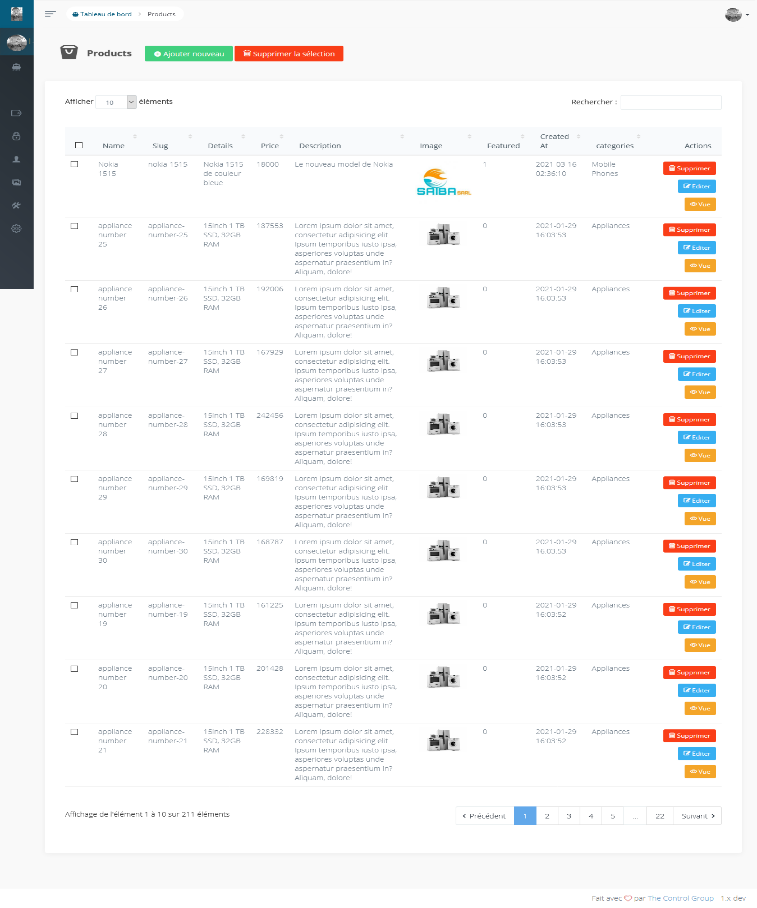 Tableau de bord > Products
Products
Ajouter nouveau
Supprimer la sélection
Afficher 10 éléments
Rechercher :
Name Slug Details Price Description Image Featured Created At categories Actions
Nokia 1515 nokia 1515 Nokia 1515 de couleur bleue 18000 Le nouveau model de Nokia SATBA SARL 1 2021-03-16 02:36:10 Mobile Phones Supprimer Editer Vue
appliance number 25 appliance-number-25 15inch 1 TB SSD, 32GB RAM 187553 Lorem ipsum dolor sit amet, consectetur adipisicing elit. Ipsum temporibus iusto ipsa, asperiores voluptas unde aspernatur praesentium in? Aliquam, dolore! 0 2021-01-29 16:03:53 Appliances Supprimer Editer Vue
appliance number 26 appliance-number-26 15inch 1 TB SSD, 32GB RAM 192006 Lorem ipsum dolor sit amet, consectetur adipisicing elit. Ipsum temporibus iusto ipsa, asperiores voluptas unde aspernatur praesentium in? Aliquam, dolore! 0 2021-01-29 16:03:53 Appliances Supprimer Editer Vue
appliance number 27 appliance-number-27 15inch 1 TB SSD, 32GB RAM 167929 Lorem ipsum dolor sit amet, consectetur adipisicing elit. Ipsum temporibus iusto ipsa, asperiores voluptas unde aspernatur praesentium in? Aliquam, dolore! 0 2021-01-29 16:03:53 Appliances Supprimer Editer Vue
appliance number 28 appliance-number-28 15inch 1 TB SSD, 32GB RAM 242456 Lorem ipsum dolor sit amet, consectetur adipisicing elit. Ipsum temporibus iusto ipsa, asperiores voluptas unde aspernatur praesentium in? Aliquam, dolore! 0 2021-01-29 16:03:53 Appliances Supprimer Editer Vue
appliance number 29 appliance-number-29 15inch 1 TB SSD, 32GB RAM 169819 Lorem ipsum dolor sit amet, consectetur adipisicing elit. Ipsum temporibus iusto ipsa, asperiores voluptas unde aspernatur praesentium in? Aliquam, dolore! 0 2021-01-29 16:03:53 Appliances Supprimer Editer Vue
appliance number 30 appliance-number-30 15inch 1 TB SSD, 32GB RAM 168787 Lorem ipsum dolor sit amet, consectetur adipisicing elit. Ipsum temporibus iusto ipsa, asperiores voluptas unde aspernatur praesentium in? Aliquam, dolore! 0 2021-01-29 16:03:53 Appliances Supprimer Editer Vue
appliance number 19 appliance-number-19 15inch 1 TB SSD, 32GB RAM 161225 Lorem ipsum dolor sit amet, consectetur adipisicing elit. Ipsum temporibus iusto ipsa, asperiores voluptas unde aspernatur praesentium in? Aliquam, dolore! 0 2021-01-29 16:03:52 Appliances Supprimer Editer Vue
appliance number 20 appliance-number-20 15inch 1 TB SSD, 32GB RAM 201428 Lorem ipsum dolor sit amet, consectetur adipisicing elit. Ipsum temporibus iusto ipsa, asperiores voluptas unde aspernatur praesentium in? Aliquam, dolore! 0 2021-01-29 16:03:52 Appliances Supprimer Editer Vue
appliance number 21 appliance-number-21 15inch 1 TB SSD, 32GB RAM 228332 Lorem ipsum dolor sit amet, consectetur adipisicing elit. Ipsum temporibus iusto ipsa, asperiores voluptas unde aspernatur praesentium in? Aliquam, dolore! 0 2021-01-29 16:03:52 Appliances Supprimer Editer Vue
Affichage de l'élément 1 à 10 sur 211 éléments
Précédent 1 2 3 4 5 ... 22 Suivant
Fait avec par The Control Group 1.x-dev